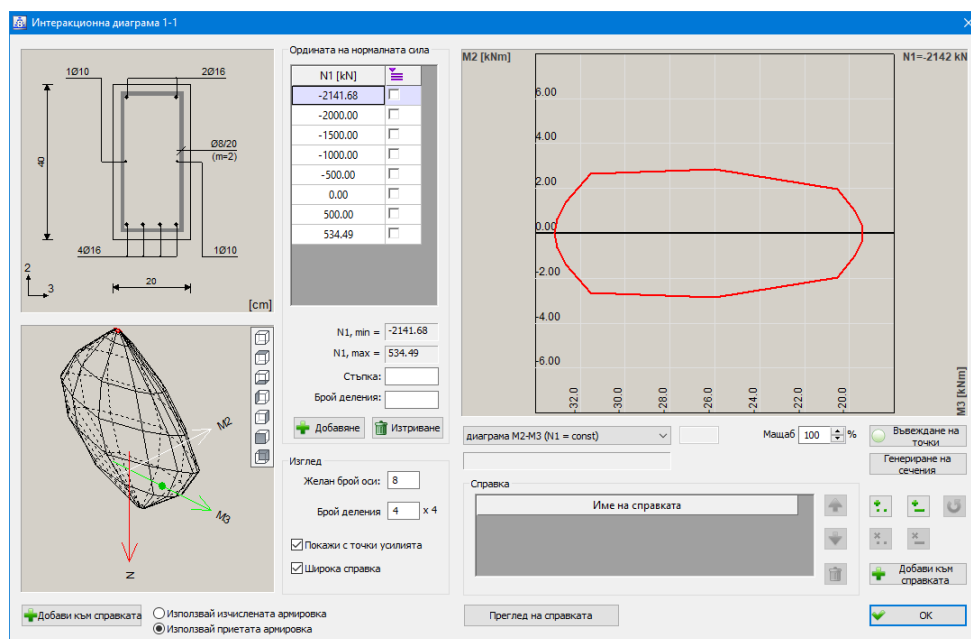 Интеракционна диаграма 1-1
1Ø10
2Ø16
40
Ø8/20
(m=2)
4Ø16
1Ø10
2
3
20
[cm]
M2
M3
N
Ордината на нормалната сила
N1 [kN]
-2141.68
-2000.00
-1500.00
-1000.00
-500.00
0.00
500.00
534.49
N1, min = -2141.68
N1, max = 534.49
Стъпка:
Брой деления:
Добавяне
Изтриване
Изглед
Желан брой оси: 8
Брой деления 4 x 4
Покажи с точки усилията
Широка справка
M2 [kNm]
N1=-2142 kN
6.00
4.00
2.00
0.00
-2.00
-4.00
-6.00
-32.0
-30.0
-28.0
-26.0
-24.0
-22.0
-20.0
M3 [kNm]
диаграма M2-M3 (N1 = const)
Мащаб 100 %
Въвеждане на
точки
Генериране на
сечения
Справка
Име на справката
Добави към
справката
Добави към справката
Използвай изчислената армировка
Използвай приетата армировка
Преглед на справката
OK